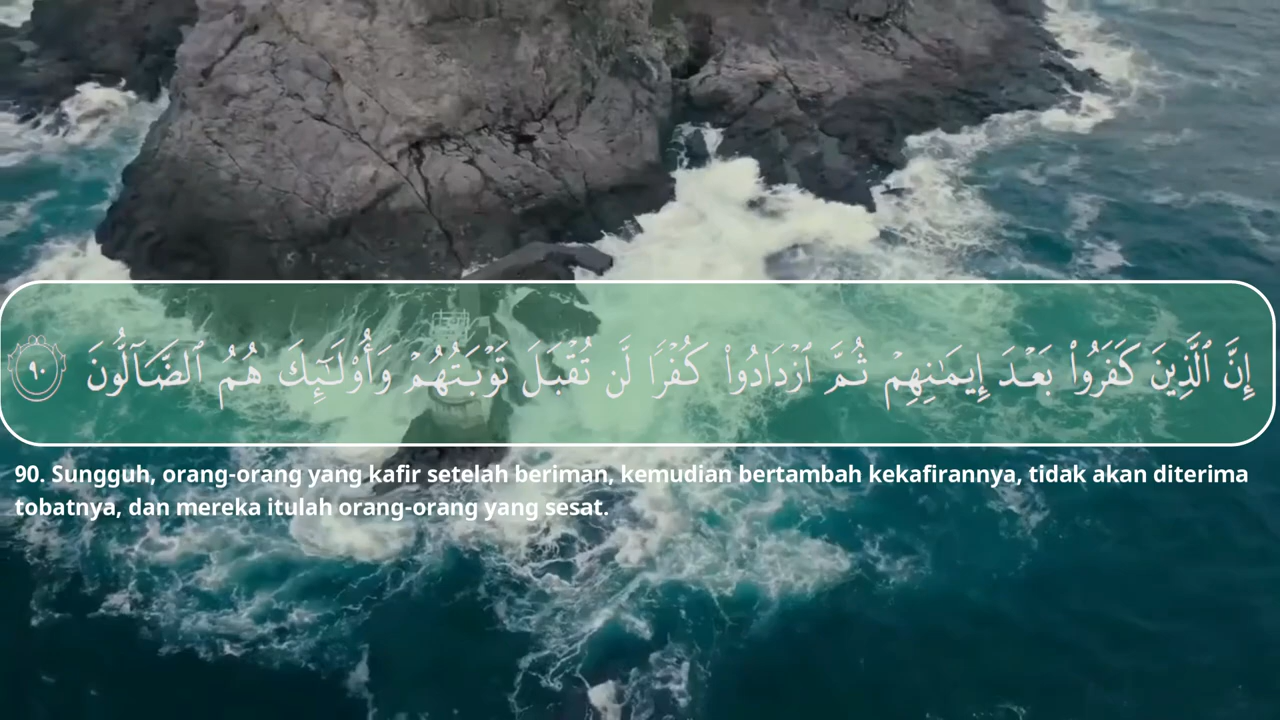 إِنَّ ٱلَّذِينَ كَفَرُوا۟ بَعْدَ إِيمَـٰنِهِمْ ثُمَّ ٱزْدَادُوا۟ كُفْرًا لَّن تُقْبَلَ تَوْبَتُهُمْ وَأُو۟لَـٰٓئِكَ هُمُ ٱلضَّآلُّونَ ٩٠
90. Sungguh, orang-orang yang kafir setelah beriman, kemudian bertambah kekafirannya, tidak akan diterima
tobatnya, dan mereka itulah orang-orang yang sesat.